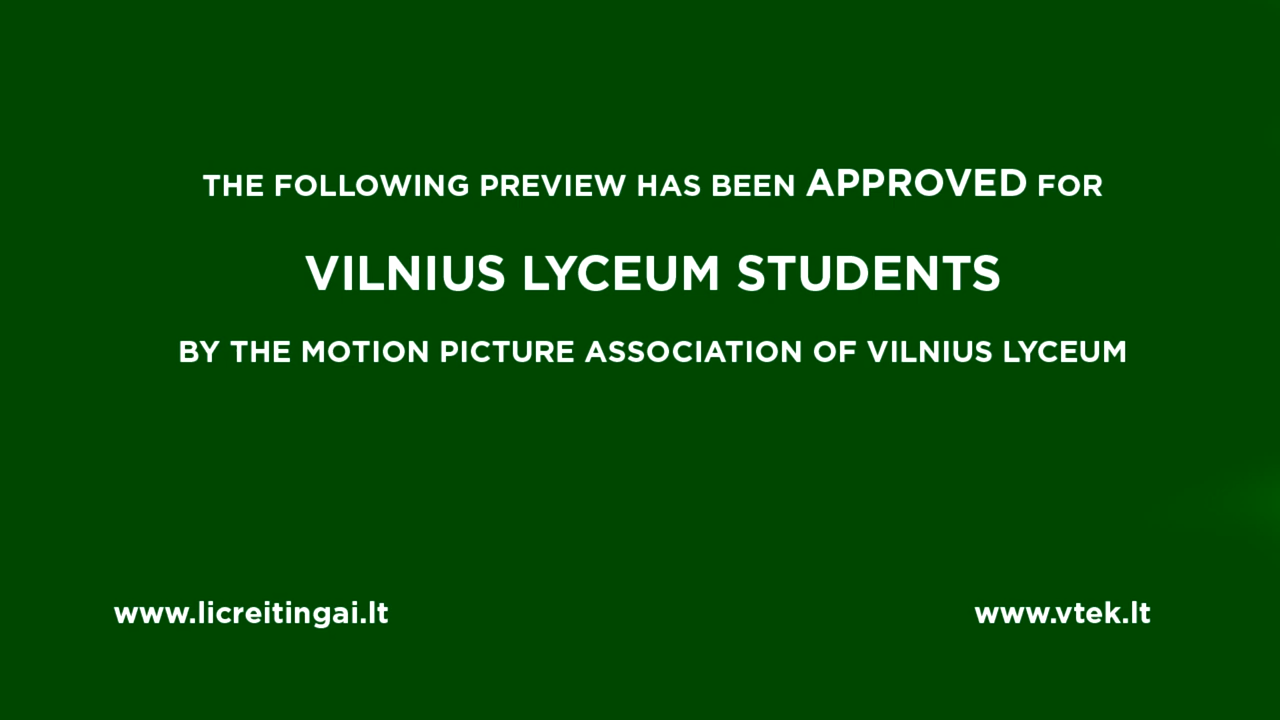 THE FOLLOWING PREVIEW HAS BEEN APPROVED FOR
VILNIUS LYCEUM STUDENTS
BY THE MOTION PICTURE ASSOCIATION OF VILNIUS LYCEUM
www.licreitingai.lt
www.vtek.lt